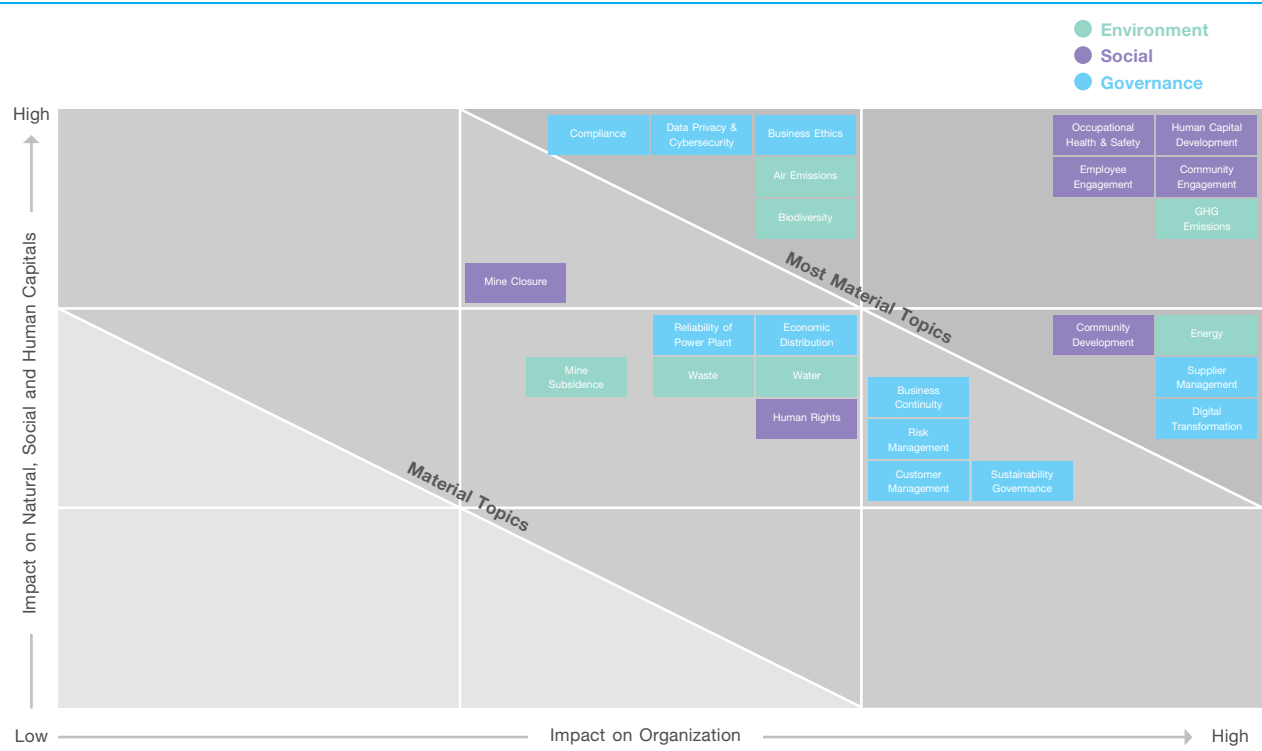 Environment
Social
Governance
High
Impact on Natural, Social and Human Capitals
Compliance
Data Privacy &
Cybersecurity
Business Ethics
Air Emissions
Biodiversity
Occupational
Health & Safety
Human Capital
Development
Employee
Engagement
Community
Engagement
GHG
Emissions
Mine Closure
Most Material Topics
Reliability of
Power Plant
Economic
Distribution
Mine
Subsidence
Waste
Water
Human Rights
Community
Development
Energy
Supplier
Management
Digital
Transformation
Business
Continuity
Risk
Management
Customer
Management
Sustainability
Govermance
Material Topics
Low
Impact on Organization
High